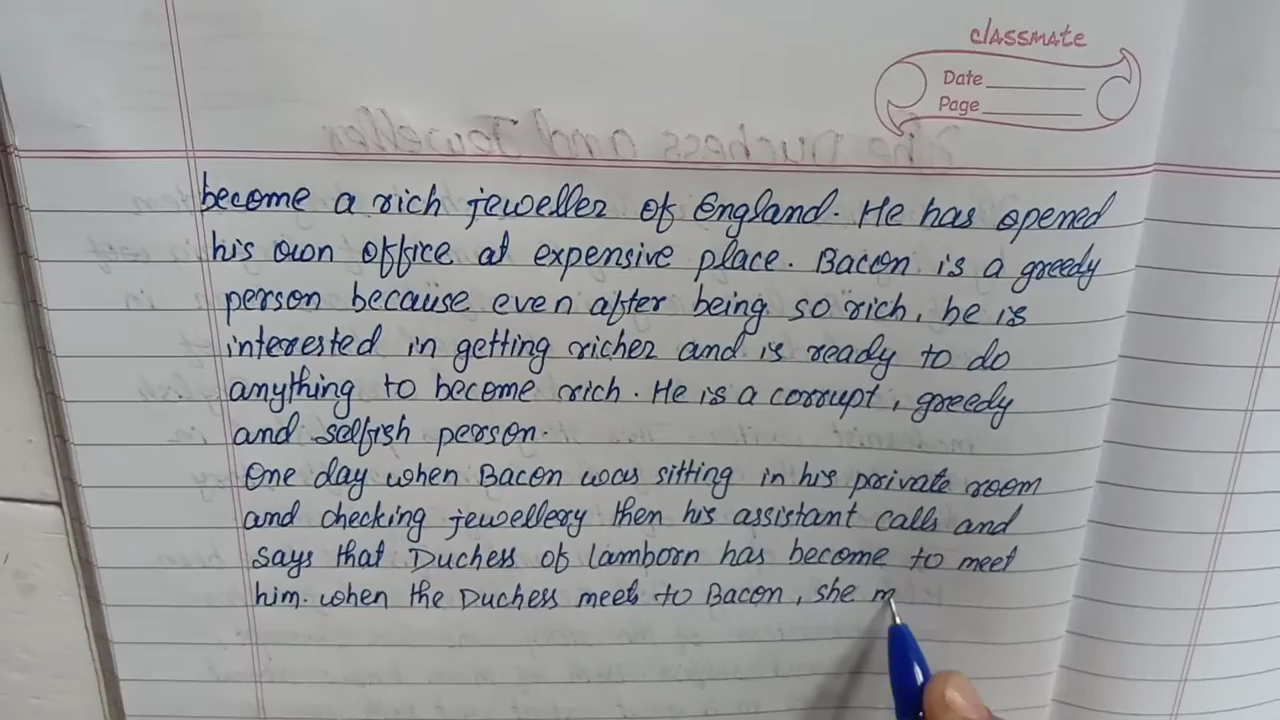 classmate
Date
Page
The Duchess and Jeweller
become a rich jeweller of England. He has opened
his own office at expensive place. Bacon is a greedy
person because even after being so rich, he is
interested in getting richer and is ready to do
anything to become rich. He is a corrupt, greedy
and selfish person.
One day when Bacon was sitting in his private room
and checking jewellery then his assistant calls and
says that Duchess of lamborn has become to meet
him. when the Duchess meets to Bacon, she m